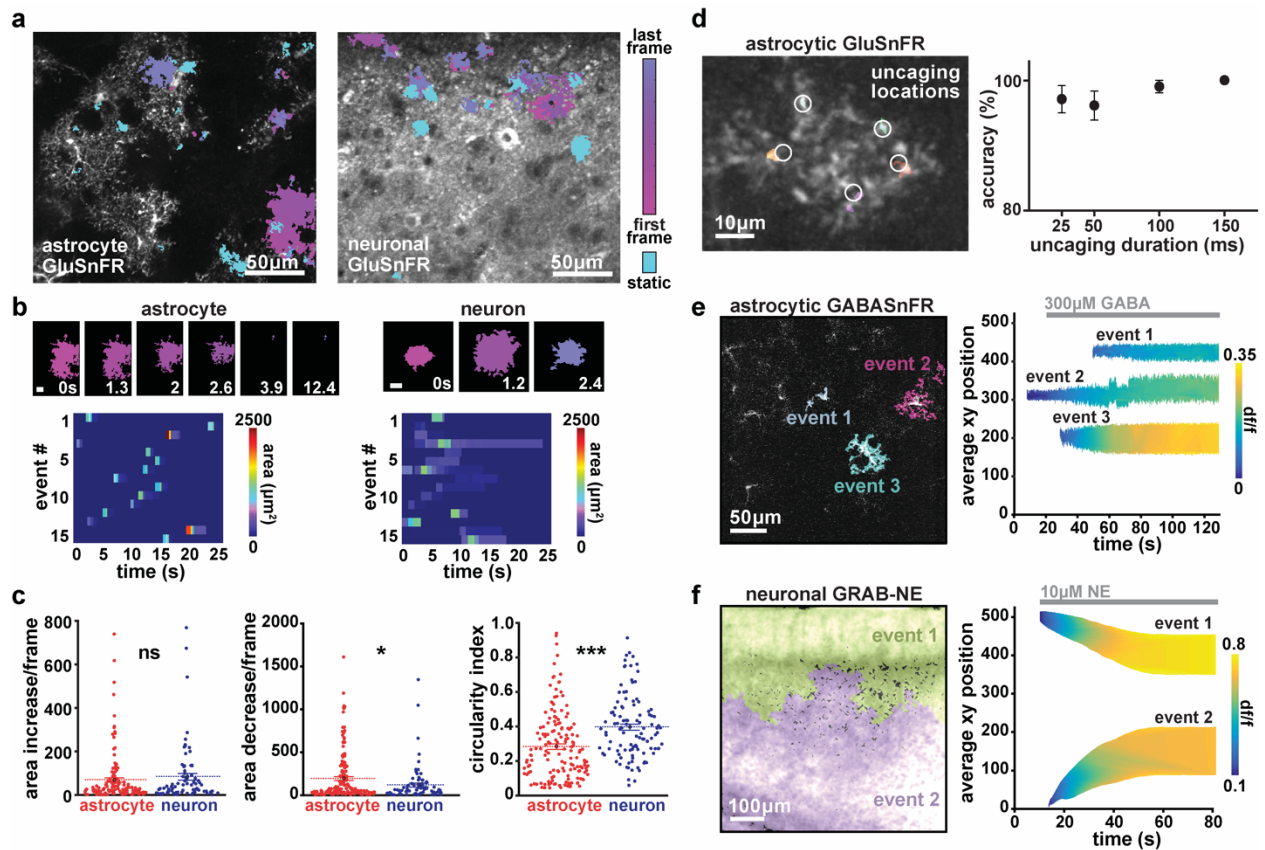 a
last
frame
first
frame
static
astrocyte
GluSnFR
50µm
neuronal
GluSnFR
50µm
b
astrocyte
neuron
0s
1.3
2
2.6
3.9
12.4
0s
1.2
2.4
event #
1
5
10
15
0
5
10
15
20
25
time (s)
2500
0
area (µm²)
1
5
10
15
0
5
10
15
20
25
time (s)
2500
0
area (µm²)
c
area increase/frame
800
600
400
200
0
ns
astrocyte
neuron
area decrease/frame
2000
1500
1000
500
0
*
astrocyte
neuron
circularity index
1.0
0.8
0.6
0.4
0.2
0
***
astrocyte
neuron
d
astrocytic GluSnFR
uncaging
locations
10µm
accuracy (%)
100
80
25
50
100
150
uncaging duration (ms)
e
astrocytic GABASnFR
event 1
event 2
event 3
50µm
300µM GABA
average xy position
500
400
300
200
100
0
event 1
event 2
event 3
0
20
40
60
80
100
120
time (s)
0.35
0
df/f
f
neuronal GRAB-NE
event 1
event 2
100µm
10µM NE
average xy position
500
400
300
200
100
0
event 1
event 2
0
20
40
60
80
time (s)
0.8
0.1
df/f